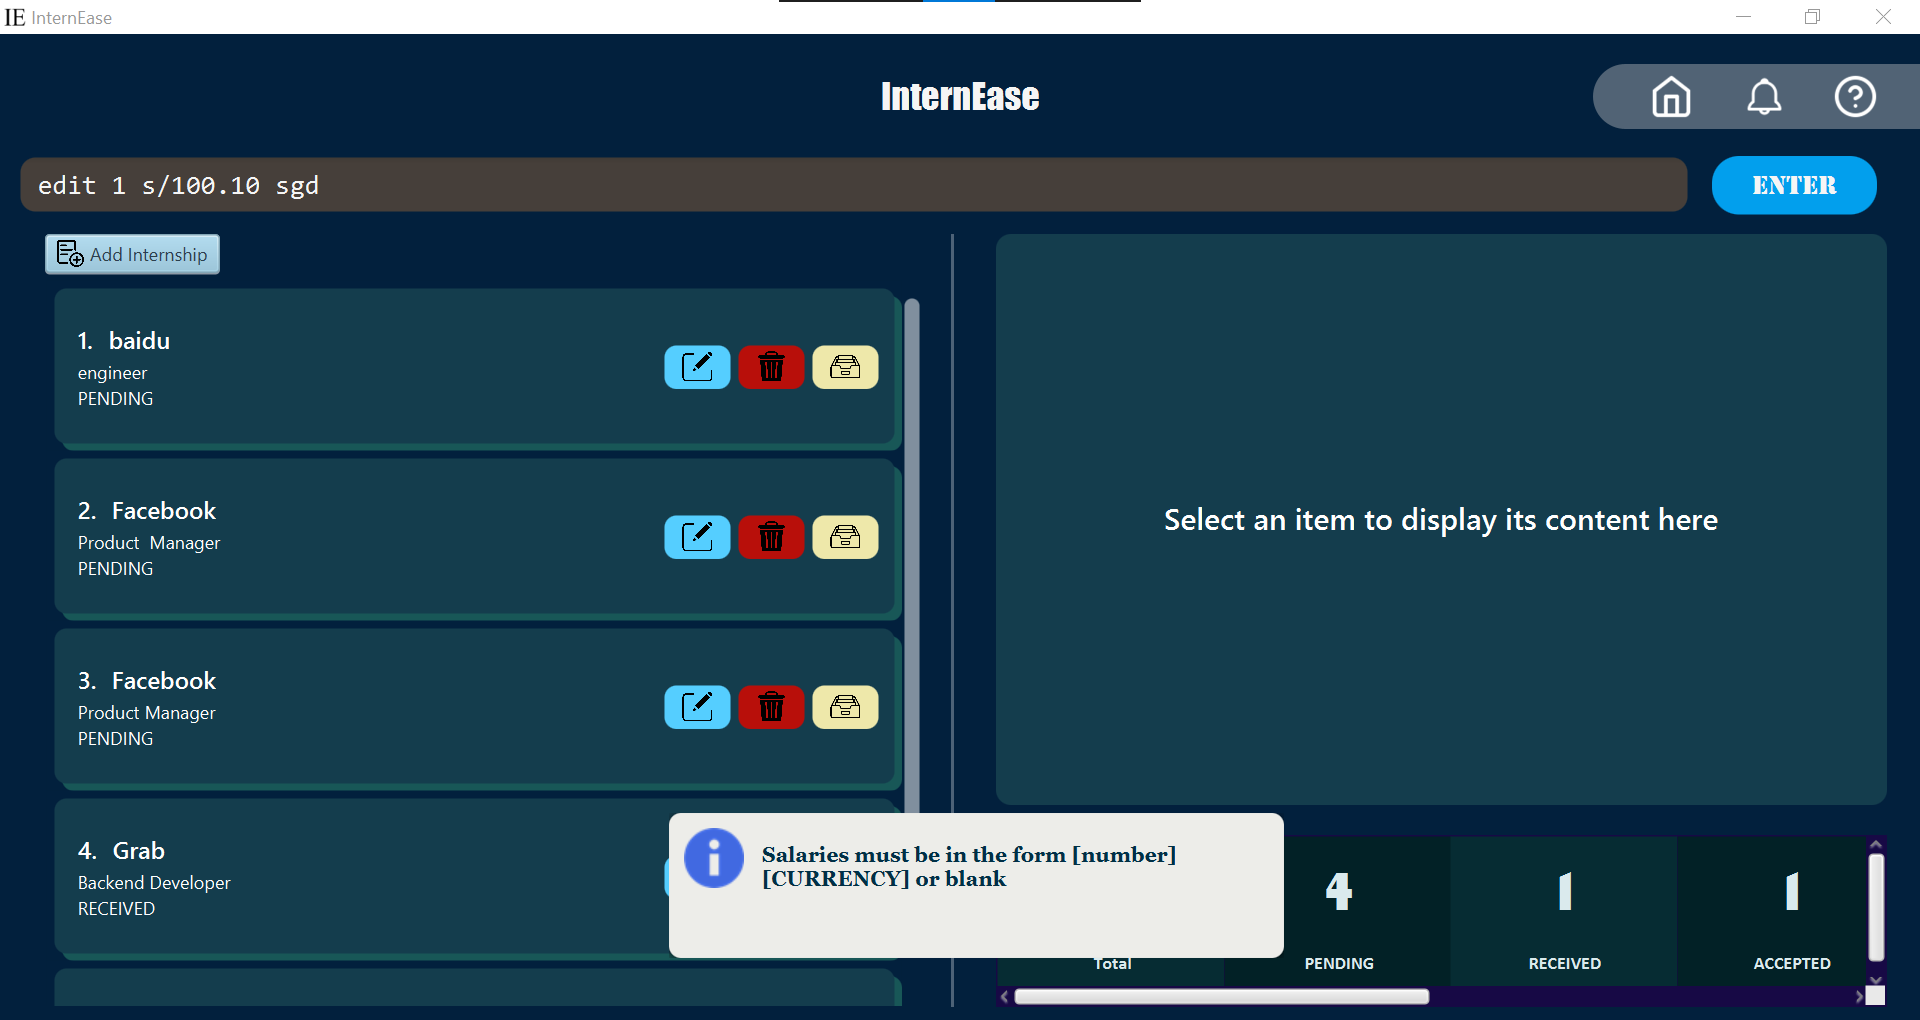 IE InternEase
InternEase
edit 1 s/100.10 sgd
ENTER
Add Internship
1. baidu
engineer
PENDING
2. Facebook
Product Manager
PENDING
3. Facebook
Product Manager
PENDING
4. Grab
Backend Developer
RECEIVED
Select an item to display its content here
Salaries must be in the form [number]
[CURRENCY] or blank
Total
4
PENDING
1
RECEIVED
1
ACCEPTED